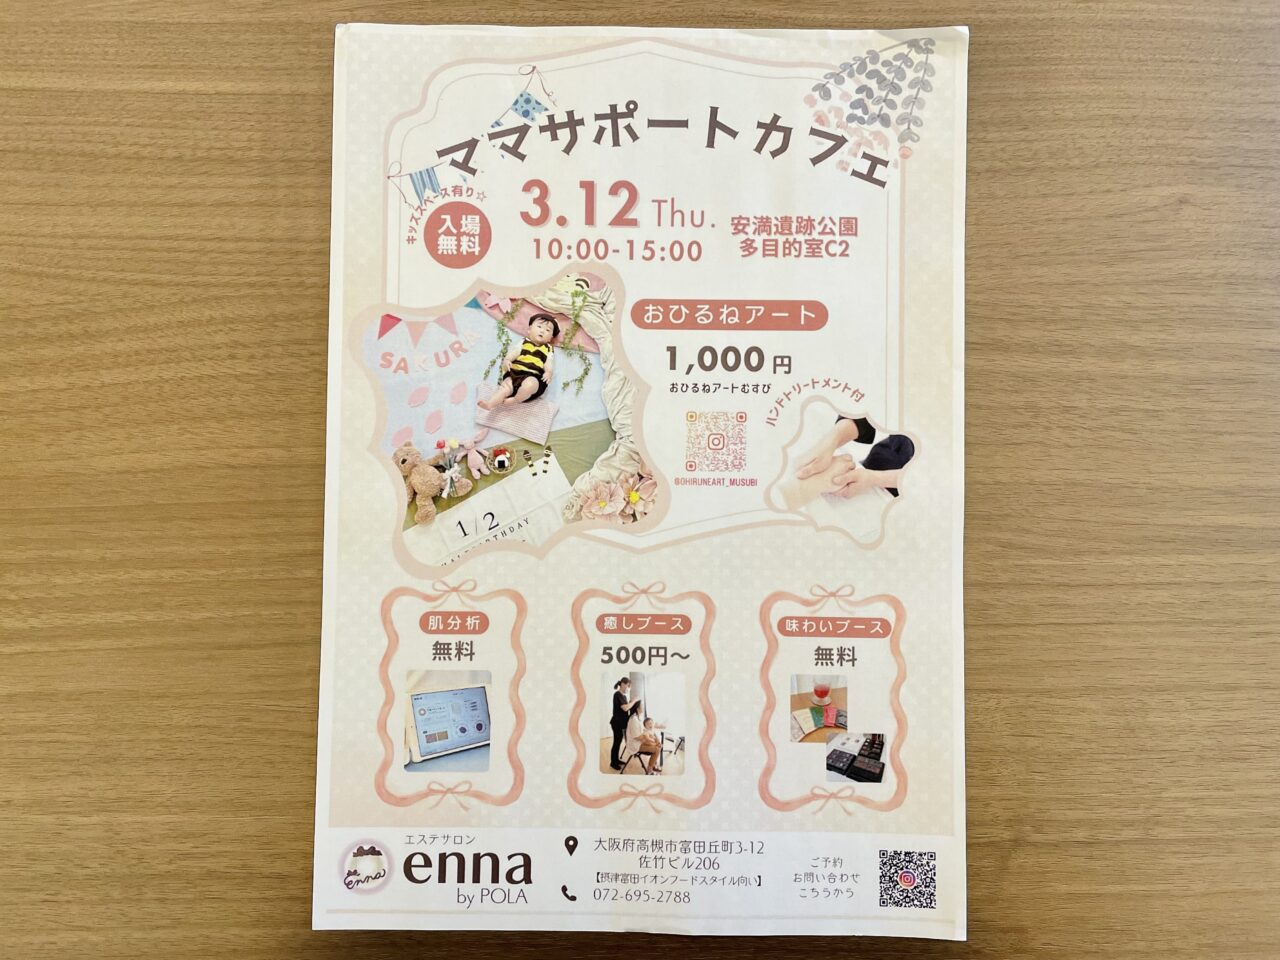 ママサポートカフェ
キッズスペース有り☆
入場
無料
3.12 Thu.
10:00-15:00
安満遺跡公園
多目的室C2
SAKURA
1/2
おひるねアート
1,000円
おひるねアートむすび
@OHIRUNEART_MUSUBI
ハンドトリートメント付
肌分析
無料
癒しブース
500円〜
味わいブース
無料
enna
エステサロン
enna
by POLA
大阪府高槻市富田丘町3-12
佐竹ビル206
【摂津富田イオンフードスタイル向い】
072-695-2788
ご予約
お問い合わせ
こちらから